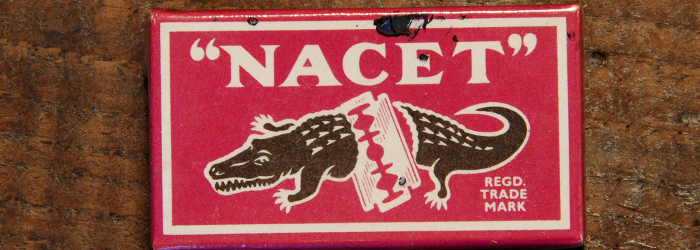 “NACET”
REGD.
TRADE
MARK